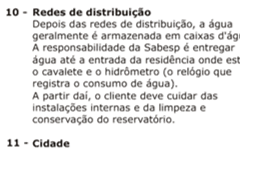 10 - Redes de distribuição
Depois das redes de distribuição, a água
geralmente é armazenada em caixas
A responsabilidade da Sabesp é entregar
água até a entrada da residência onde
o cavalete e o hidrômetro (o relógio que
registra o consumo de água).
A partir daí, o cliente deve cuidar das
instalações internas e da limpeza e
conservação do reservatório.
11 - Cidade